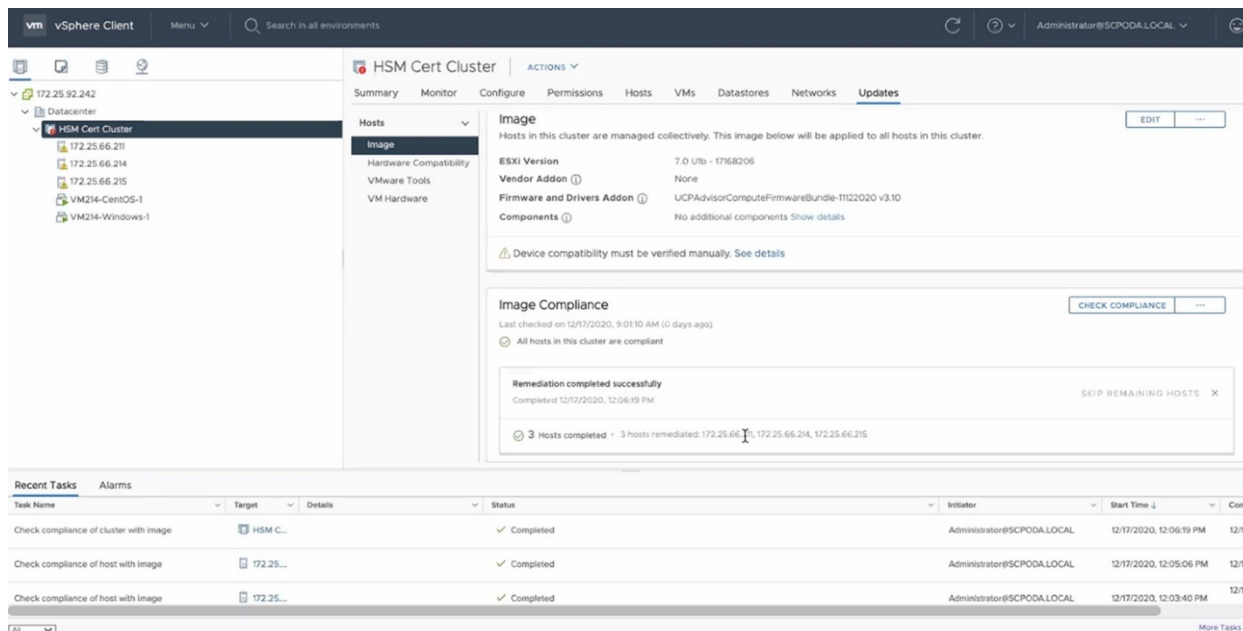 vm vSphere Client Menu Search in all environments Administrator@SCPODA.LOCAL
HSM Cert Cluster ACTIONS
Summary Monitor Configure Permissions Hosts VMs Datastores Networks Updates
172.25.92.242
Datacenter
HSM Cert Cluster
172.25.66.211
172.25.66.214
172.25.66.215
VM214-CentOS-1
VM214-Windows-1
Hosts
Image
Hardware Compatibility
VMware Tools
VM Hardware
Image EDIT ...
Hosts in this cluster are managed collectively. This image below will be applied to all hosts in this cluster.
ESXi Version 7.0 U1b - 17168206
Vendor Addon None
Firmware and Drivers Addon UCPAdvisorComputeFirmwareBundle-11122020 v3.10
Components No additional components Show details
Device compatibility must be verified manually. See details
Image Compliance CHECK COMPLIANCE ...
Last checked on 12/17/2020, 9:01:10 AM (0 days ago)
All hosts in this cluster are compliant
Remediation completed successfully
Completed 12/17/2020, 12:06:19 PM
SKIP REMAINING HOSTS
3 Hosts completed - 3 hosts remediated: 172.25.66.211, 172.25.66.214, 172.25.66.215
Recent Tasks Alarms
Task Name Target Details Status Initiator Start Time
Check compliance of cluster with image HSM C... Completed Administrator@SCPODA.LOCAL 12/17/2020, 12:06:19 PM
Check compliance of host with image 172.25.... Completed Administrator@SCPODA.LOCAL 12/17/2020, 12:05:06 PM
Check compliance of host with image 172.25.... Completed Administrator@SCPODA.LOCAL 12/17/2020, 12:03:40 PM
All More Tasks